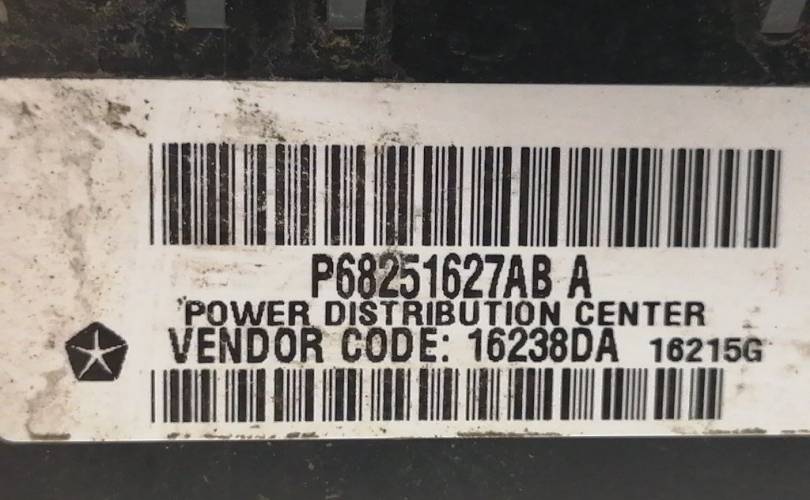 P68251627AB A
POWER DISTRIBUTION CENTER
VENDOR CODE: 16238DA 16215G